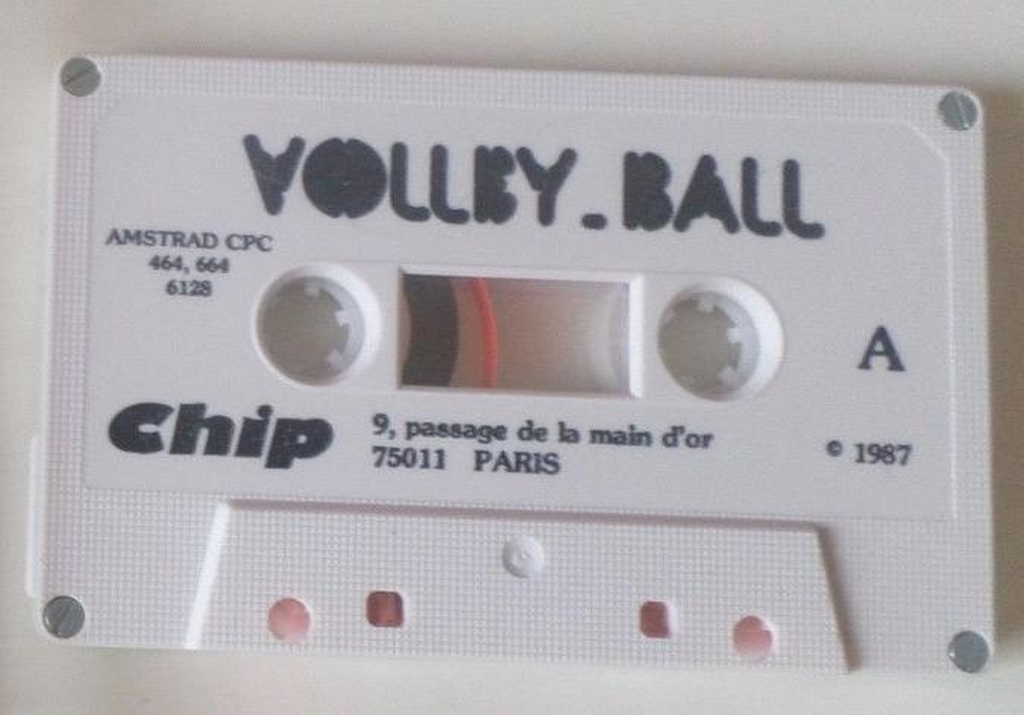 VOLLEY-BALL
AMSTRAD CPC
464, 664
6128
A
Chip
9, passage de la main d'or
75011 PARIS
© 1987